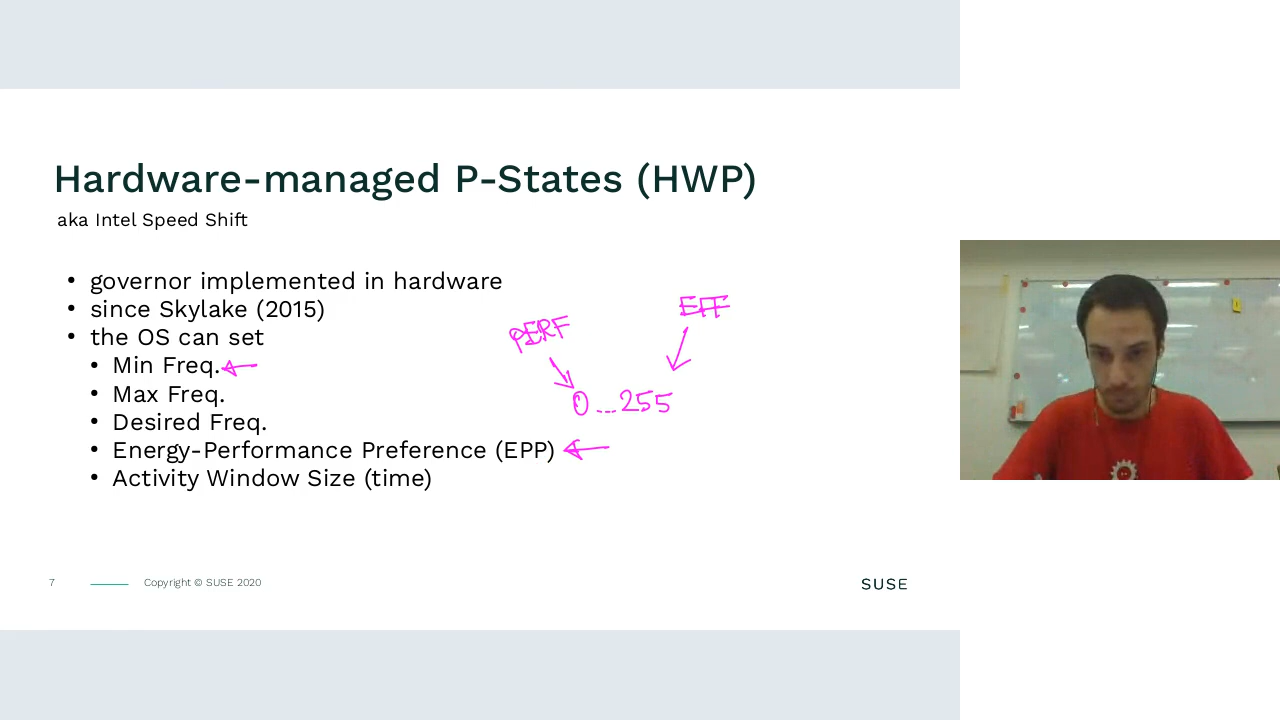 Hardware-managed P-States (HWP)
aka Intel Speed Shift
• governor implemented in hardware
• since Skylake (2015)
• the OS can set
• Min Freq.
• Max Freq.
• Desired Freq.
• Energy-Performance Preference (EPP)
• Activity Window Size (time)
PERF
EFF
0...255
7
Copyright © SUSE 2020
SUSE